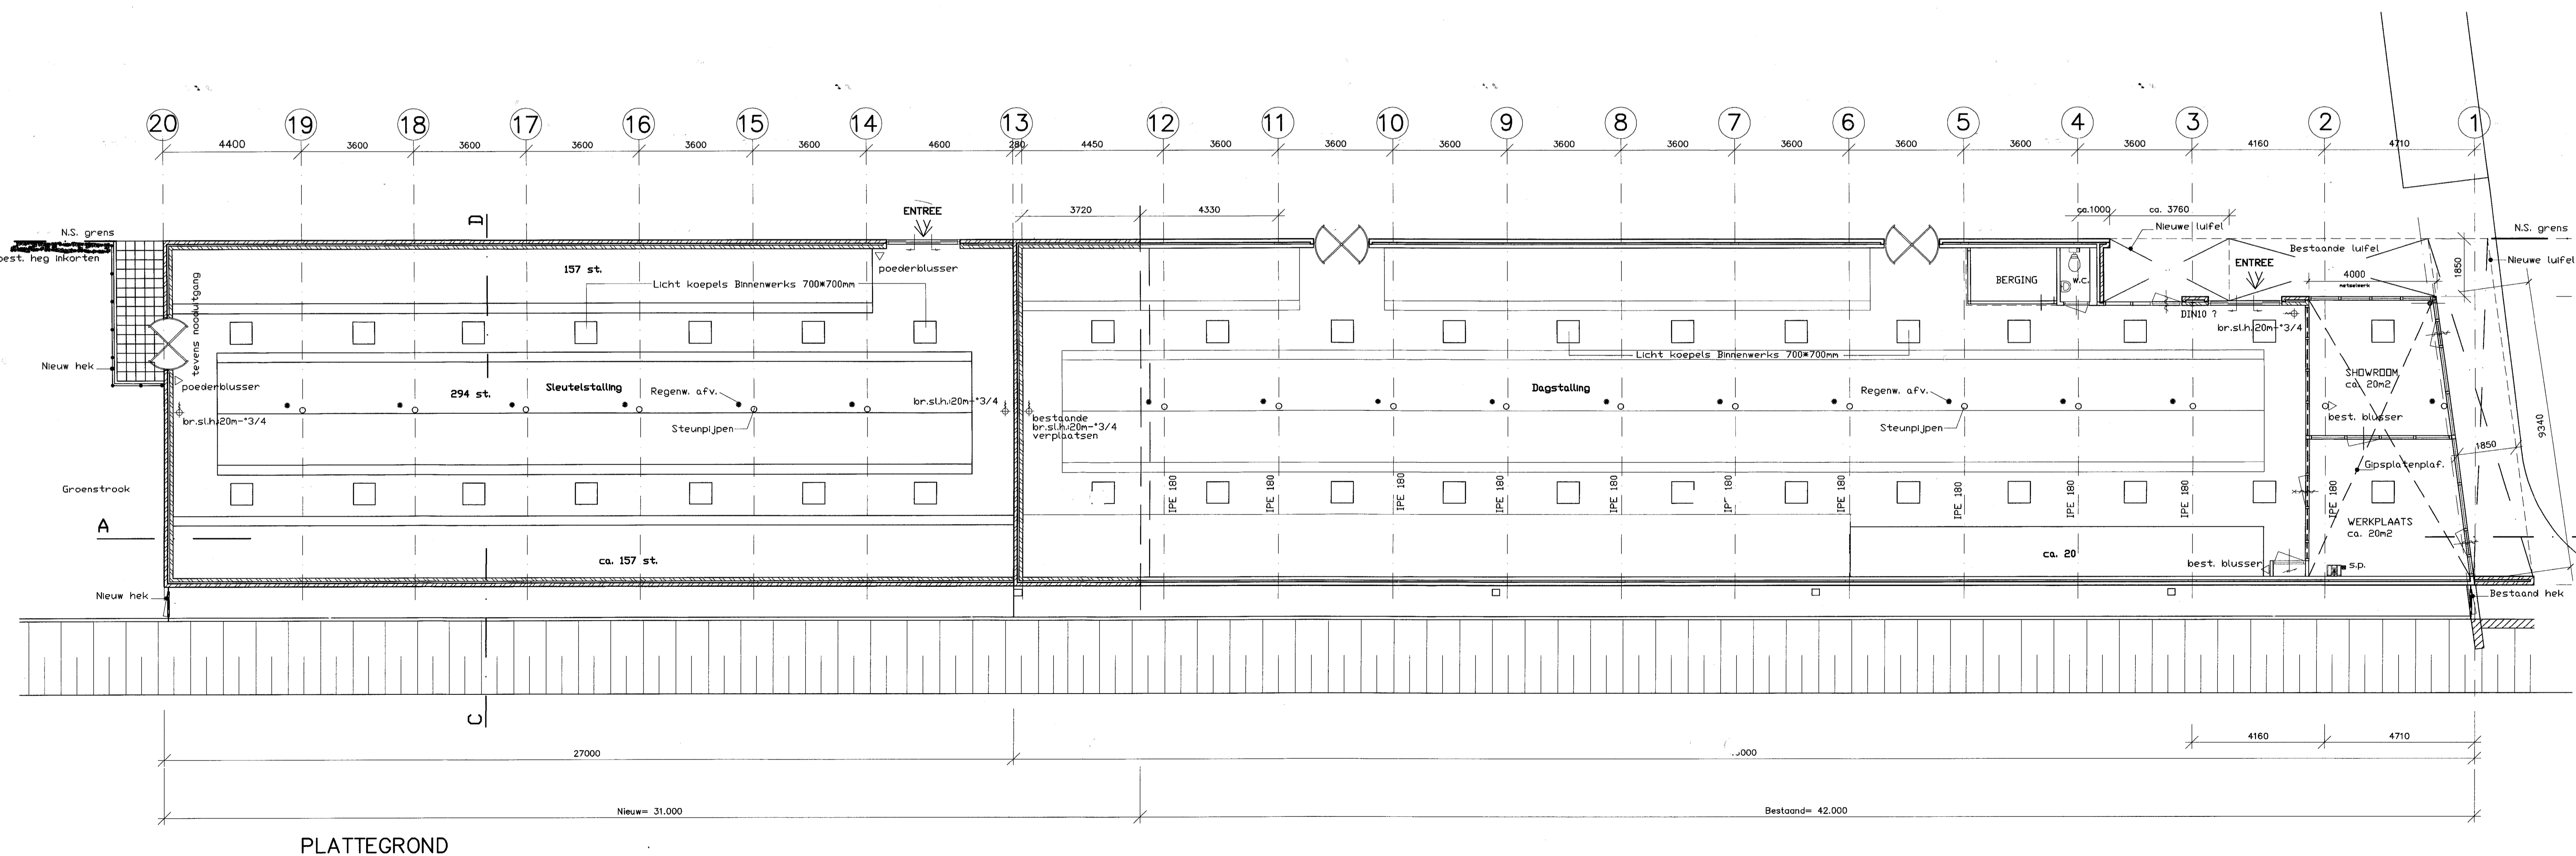 20 19 18 17 16 15 14 13 12 11 10 9 8 7 6 5 4 3 2 1
4400 3600 3600 3600 3600 3600 4600 280 4450 3600 3600 3600 3600 3600 3600 3600 3600 3600 4160 4710
3720 4330 ca.1000 ca. 3760
D
ENTREE
N.S. grens
best. heg inkorten
Nieuwe luifel
Bestaande luifel
N.S. grens
Nieuwe luifel
ENTREE
1850
4000
157 st.
poederblusser
tevens nooduitgang
Licht koepels Binnenwerks 700*700mm
BERGING
w.c.
DIN10 ?
br.sl.h.:20m-"3/4
Nieuw hek
poederblusser
294 st.
Sleutelstalling
Regenw. afv.
br.sl.h.:20m-"3/4
br.sl.h.:20m-"3/4
Steunpijpen
bestaande
br.sl.h.:20m-"3/4
verplaatsen
Licht koepels Binnenwerks 700*700mm
Dagstalling
Regenw. afv.
Steunpijpen
SHOWROOM
ca. 20m2
best. blusser
9340
1850
Gipsplatenplaf.
Groenstrook
A
IPE 180 IPE 180 IPE 180 IPE 180 IPE 180 IPE 180 IPE 180 IPE 180 IPE 180 IPE 180 IPE 180
WERKPLAATS
ca. 20m2
ca. 157 st.
ca. 20
best. blusser
s.p.
Nieuw hek
Bestaand hek
C
4160 4710
27000
000
Nieuw= 31.000
Bestaand= 42.000
PLATTEGROND